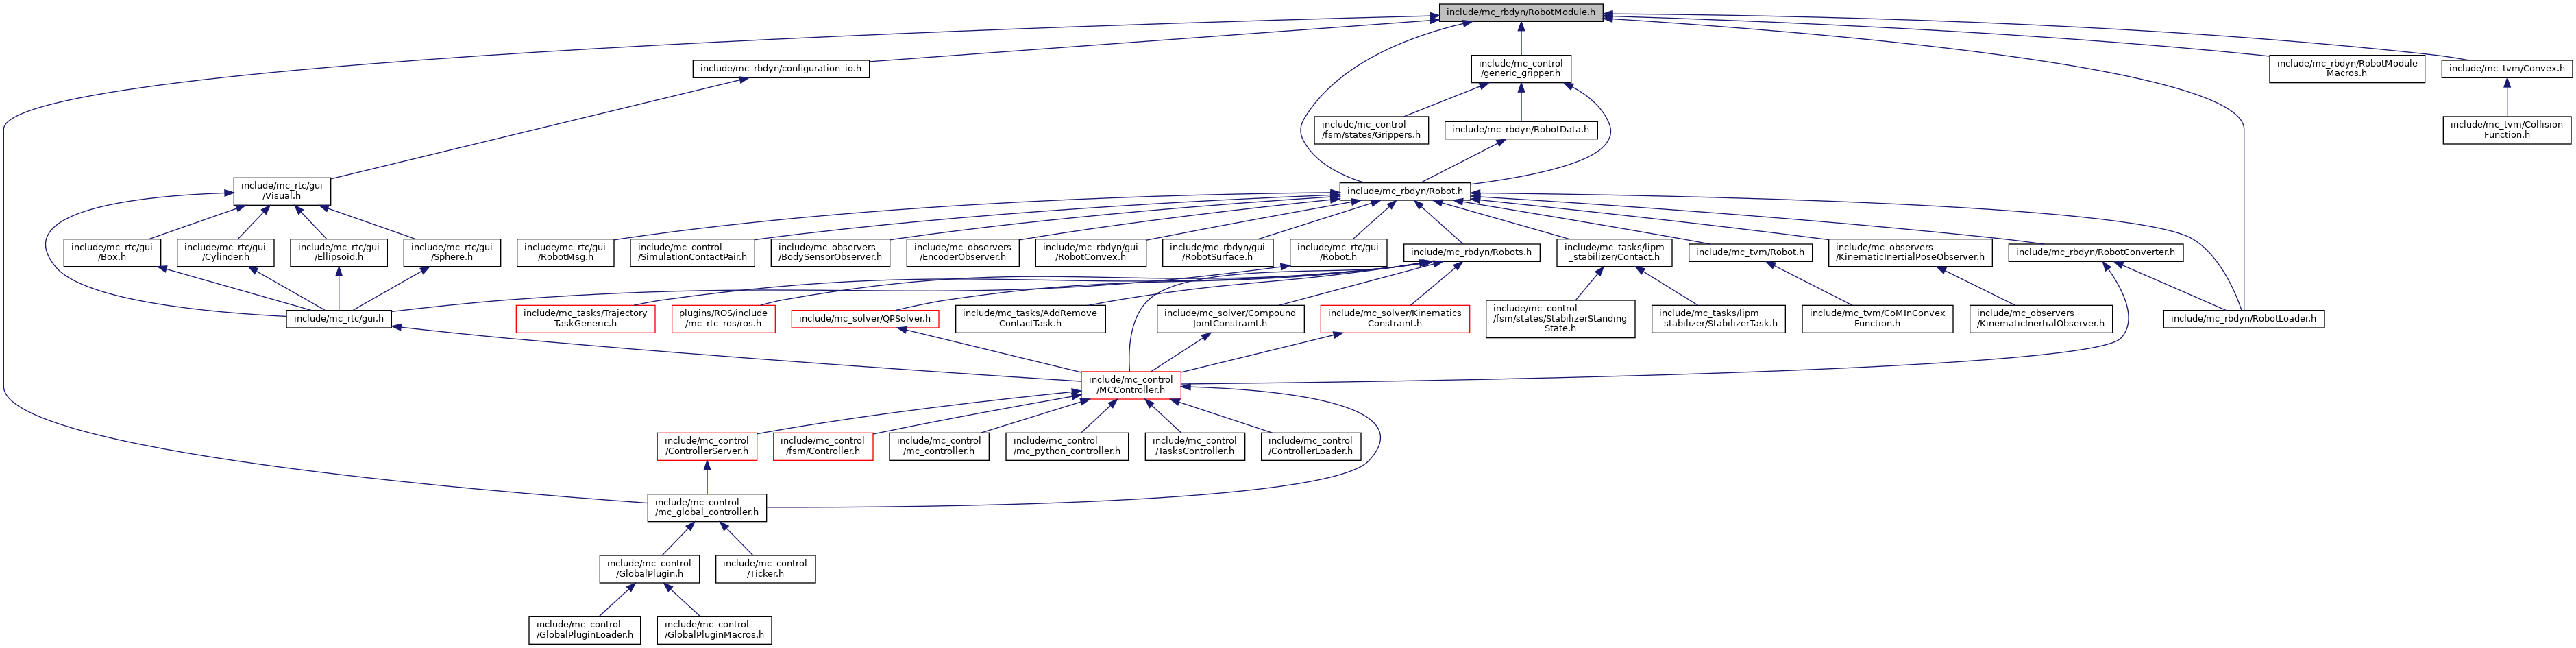 include/mc_rbdyn/RobotModule.h
include/mc_rbdyn/configuration_io.h
include/mc_control
/generic_gripper.h
include/mc_rbdyn/RobotModule
Macros.h
include/mc_tvm/Convex.h
include/mc_control
/fsm/states/Grippers.h
include/mc_rbdyn/RobotData.h
include/mc_tvm/Collision
Function.h
include/mc_rtc/gui
/Visual.h
include/mc_rbdyn/Robot.h
include/mc_rtc/gui
/Box.h
include/mc_rtc/gui
/Cylinder.h
include/mc_rtc/gui
/Ellipsoid.h
include/mc_rtc/gui
/Sphere.h
include/mc_rtc/gui
/RobotMsg.h
include/mc_control
/SimulationContactPair.h
include/mc_observers
/BodySensorObserver.h
include/mc_observers
/EncoderObserver.h
include/mc_rbdyn/gui
/RobotConvex.h
include/mc_rbdyn/gui
/RobotSurface.h
include/mc_rtc/gui
/Robot.h
include/mc_rbdyn/Robots.h
include/mc_tasks/lipm
_stabilizer/Contact.h
include/mc_tvm/Robot.h
include/mc_observers
/KinematicInertialPoseObserver.h
include/mc_rbdyn/RobotConverter.h
include/mc_rtc/gui.h
include/mc_tasks/Trajectory
TaskGeneric.h
plugins/ROS/include
/mc_rtc_ros/ros.h
include/mc_solver/QPSolver.h
include/mc_tasks/AddRemove
ContactTask.h
include/mc_solver/Compound
JointConstraint.h
include/mc_solver/Kinematics
Constraint.h
include/mc_control
/fsm/states/StabilizerStanding
State.h
include/mc_tasks/lipm
_stabilizer/StabilizerTask.h
include/mc_tvm/CoMInConvex
Function.h
include/mc_observers
/KinematicInertialObserver.h
include/mc_rbdyn/RobotLoader.h
include/mc_control
/MCController.h
include/mc_control
/ControllerServer.h
include/mc_control
/fsm/Controller.h
include/mc_control
/mc_controller.h
include/mc_control
/mc_python_controller.h
include/mc_control
/TasksController.h
include/mc_control
/ControllerLoader.h
include/mc_control
/mc_global_controller.h
include/mc_control
/GlobalPlugin.h
include/mc_control
/Ticker.h
include/mc_control
/GlobalPluginLoader.h
include/mc_control
/GlobalPluginMacros.h